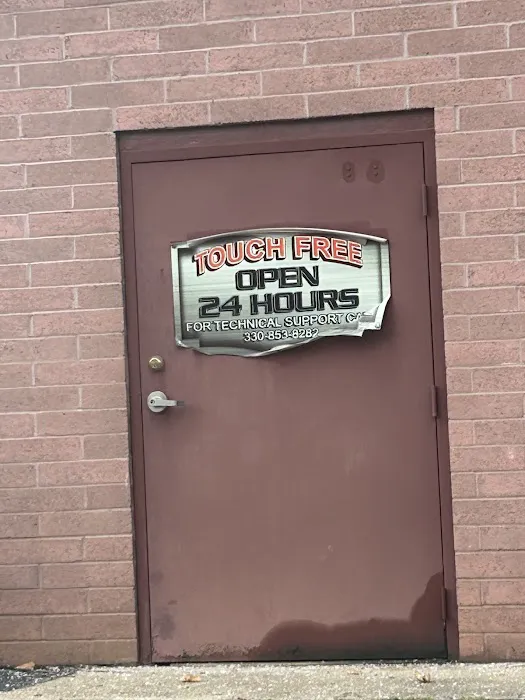 TOUCH FREE
OPEN
24 HOURS
FOR TECHNICAL SUPPORT
330-853-8282